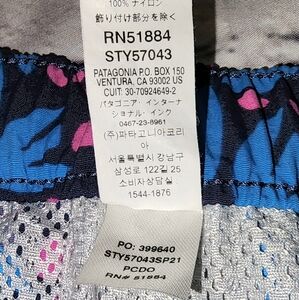 100% ナイロン
飾り付け部分を除く
RN51884
STY57043
PATAGONIA P.O. BOX 150
VENTURA, CA 93002 US
CUIT: 30-70924649-2
パタゴニア・インターナ
ショナル・インク
0467-23-8961
(주)파타고니아코리
아
서울특별시 강남구
삼성로 122길 25
소비자상담실
1544-1876
PO: 399640
STY57043SP21
PCDO
RN# 51884